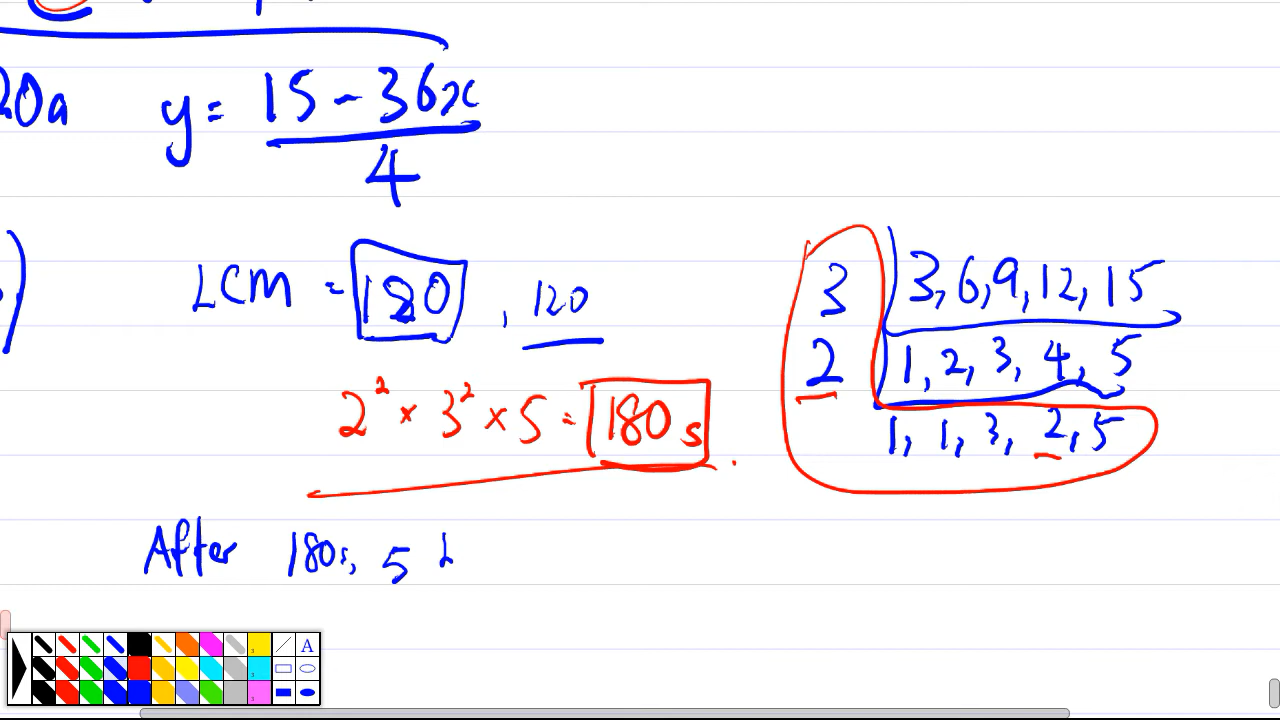 20a y = 15 - 36x
4
LCM = 180, 120
2² × 3² × 5 = 180s
3 3, 6, 9, 12, 15
2 1, 2, 3, 4, 5
1, 1, 3, 2, 5
After 180s, 5
A